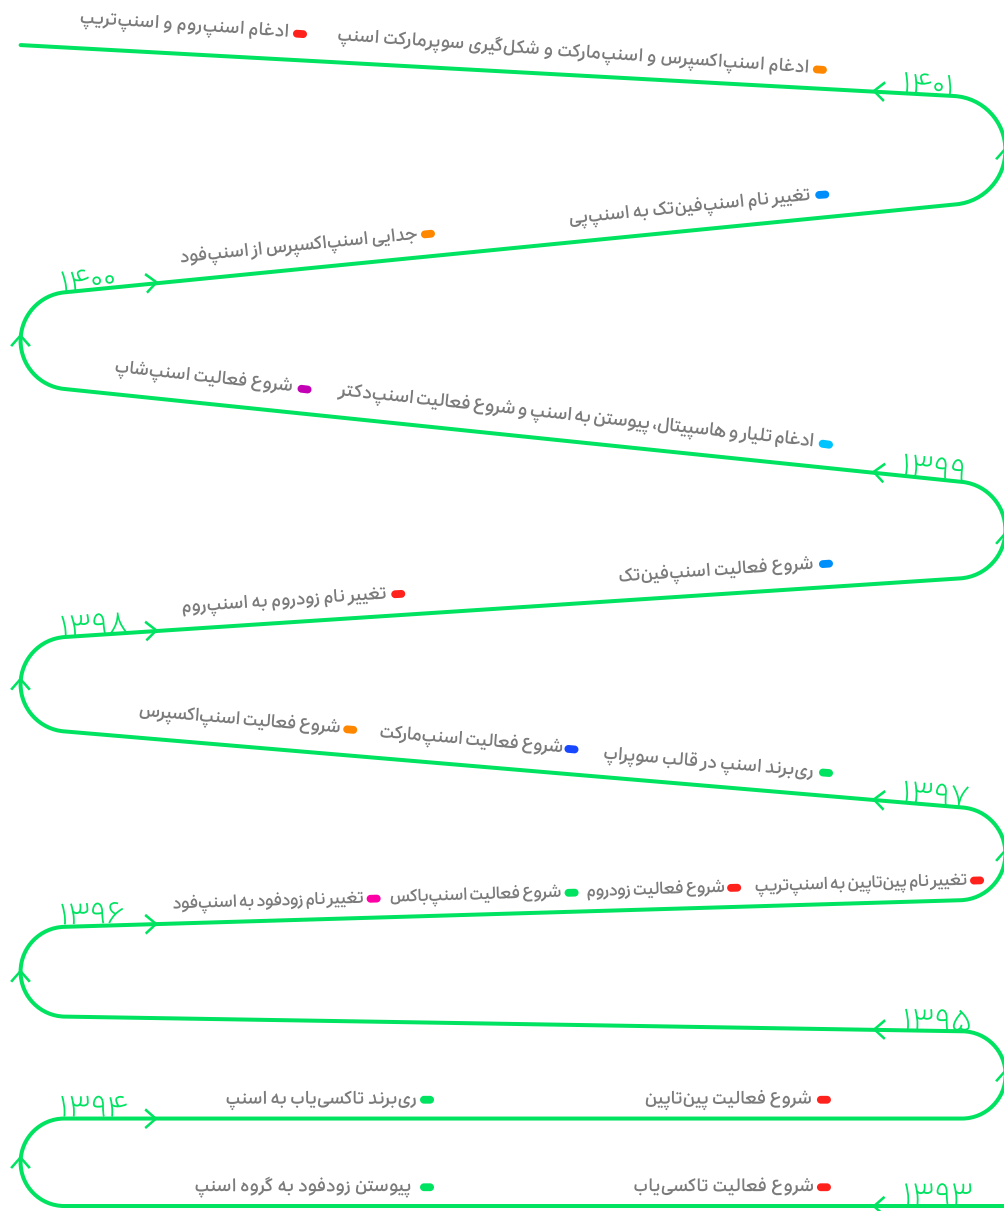 ادغام اسنپ‌روم و اسنپ‌تریپ
ادغام اسنپ‌اکسپرس و اسنپ‌مارکت و شکل‌گیری سوپرمارکت اسنپ
۱۴۰۱
تغییر نام اسنپ‌فین‌تک به اسنپ‌پی
جدایی اسنپ‌اکسپرس از اسنپ‌فود
۱۴۰۰
شروع فعالیت اسنپ‌شاپ
ادغام تلیار و هاسپیتال، پیوستن به اسنپ و شروع فعالیت اسنپ‌دکتر
۱۳۹۹
شروع فعالیت اسنپ‌فین‌تک
تغییر نام زودروم به اسنپ‌روم
۱۳۹۸
شروع فعالیت اسنپ‌اکسپرس
شروع فعالیت اسنپ‌مارکت
ری‌برند اسنپ در قالب سوپراپ
۱۳۹۷
تغییر نام پین‌تاپین به اسنپ‌تریپ
شروع فعالیت زودروم
شروع فعالیت اسنپ‌باکس
تغییر نام زودفود به اسنپ‌فود
۱۳۹۶
۱۳۹۵
شروع فعالیت پین‌تاپین
ری‌برند تاکسی‌یاب به اسنپ
۱۳۹۴
شروع فعالیت تاکسی‌یاب
پیوستن زودفود به گروه اسنپ
۱۳۹۳